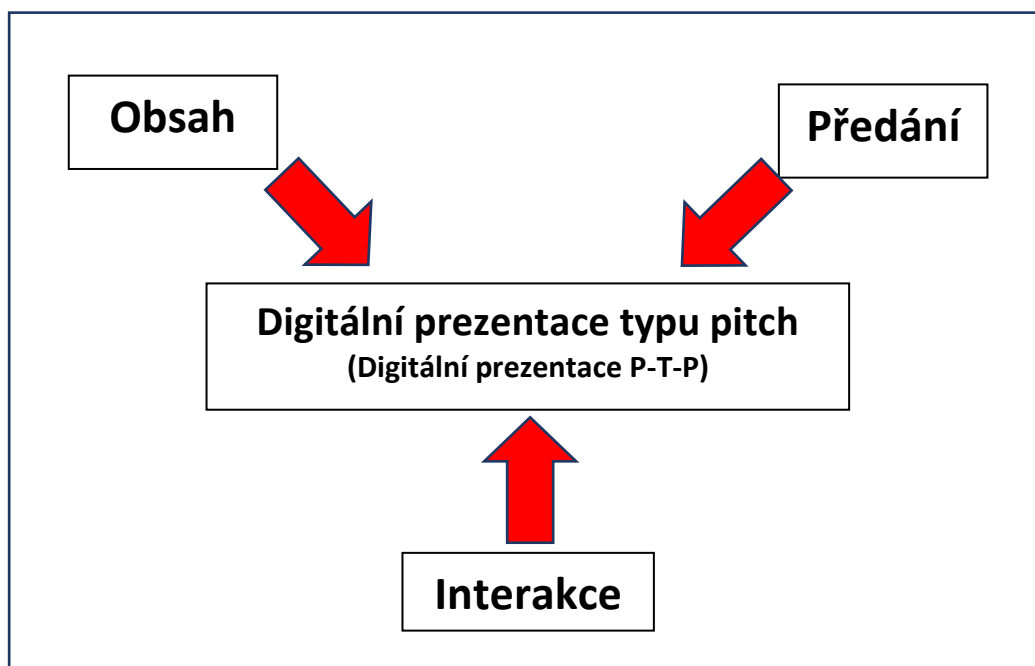 Obsah
Předání
Digitální prezentace typu pitch
(Digitální prezentace P-T-P)
Interakce